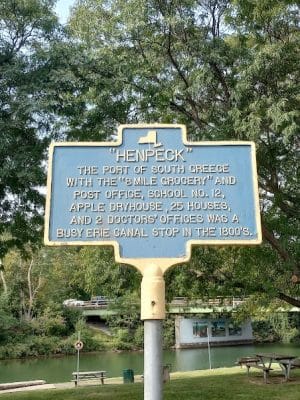 "HENPECK"
THE PORT OF SOUTH GREECE
WITH THE "8 MILE GROCERY" AND
POST OFFICE, SCHOOL NO. 12,
APPLE DRYHOUSE, 25 HOUSES,
AND 2 DOCTORS' OFFICES WAS A
BUSY ERIE CANAL STOP IN THE 1800'S.